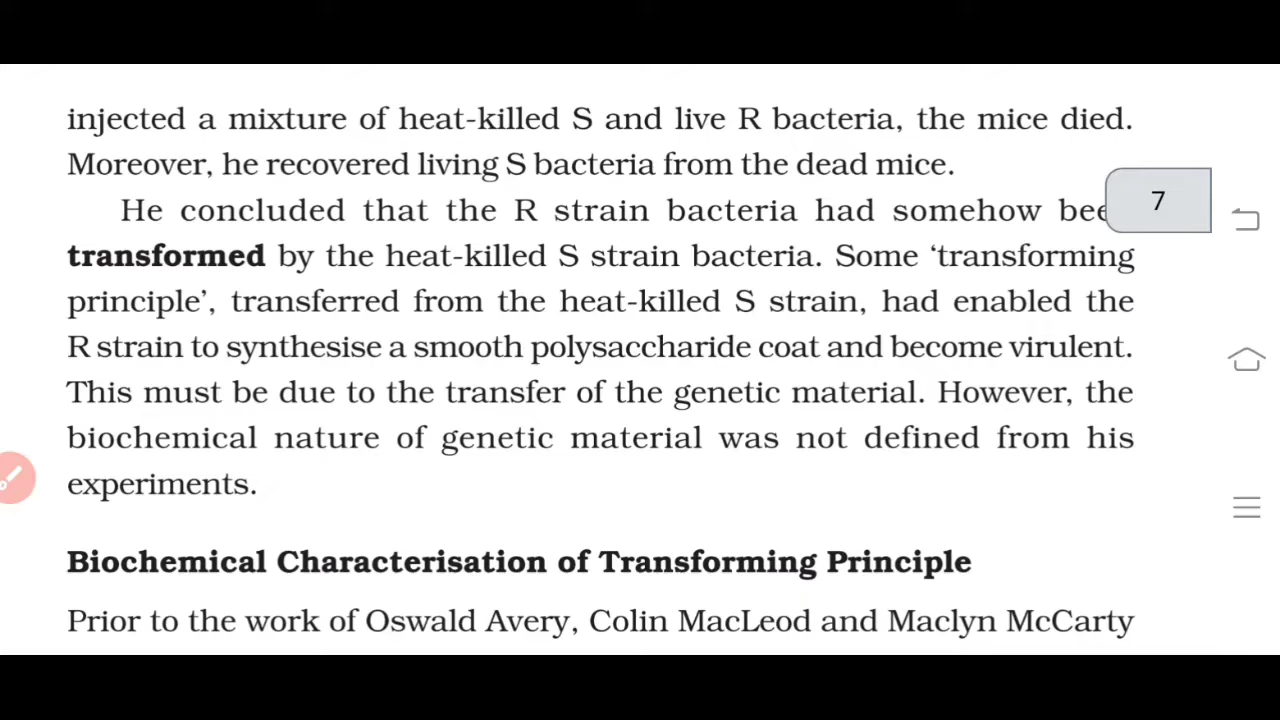 injected a mixture of heat-killed S and live R bacteria, the mice died.
Moreover, he recovered living S bacteria from the dead mice.
7
He concluded that the R strain bacteria had somehow
transformed by the heat-killed S strain bacteria. Some ‘transforming
principle’, transferred from the heat-killed S strain, had enabled the
R strain to synthesise a smooth polysaccharide coat and become virulent.
This must be due to the transfer of the genetic material. However, the
biochemical nature of genetic material was not defined from his
experiments.
Biochemical Characterisation of Transforming Principle
Prior to the work of Oswald Avery, Colin MacLeod and Maclyn McCarty